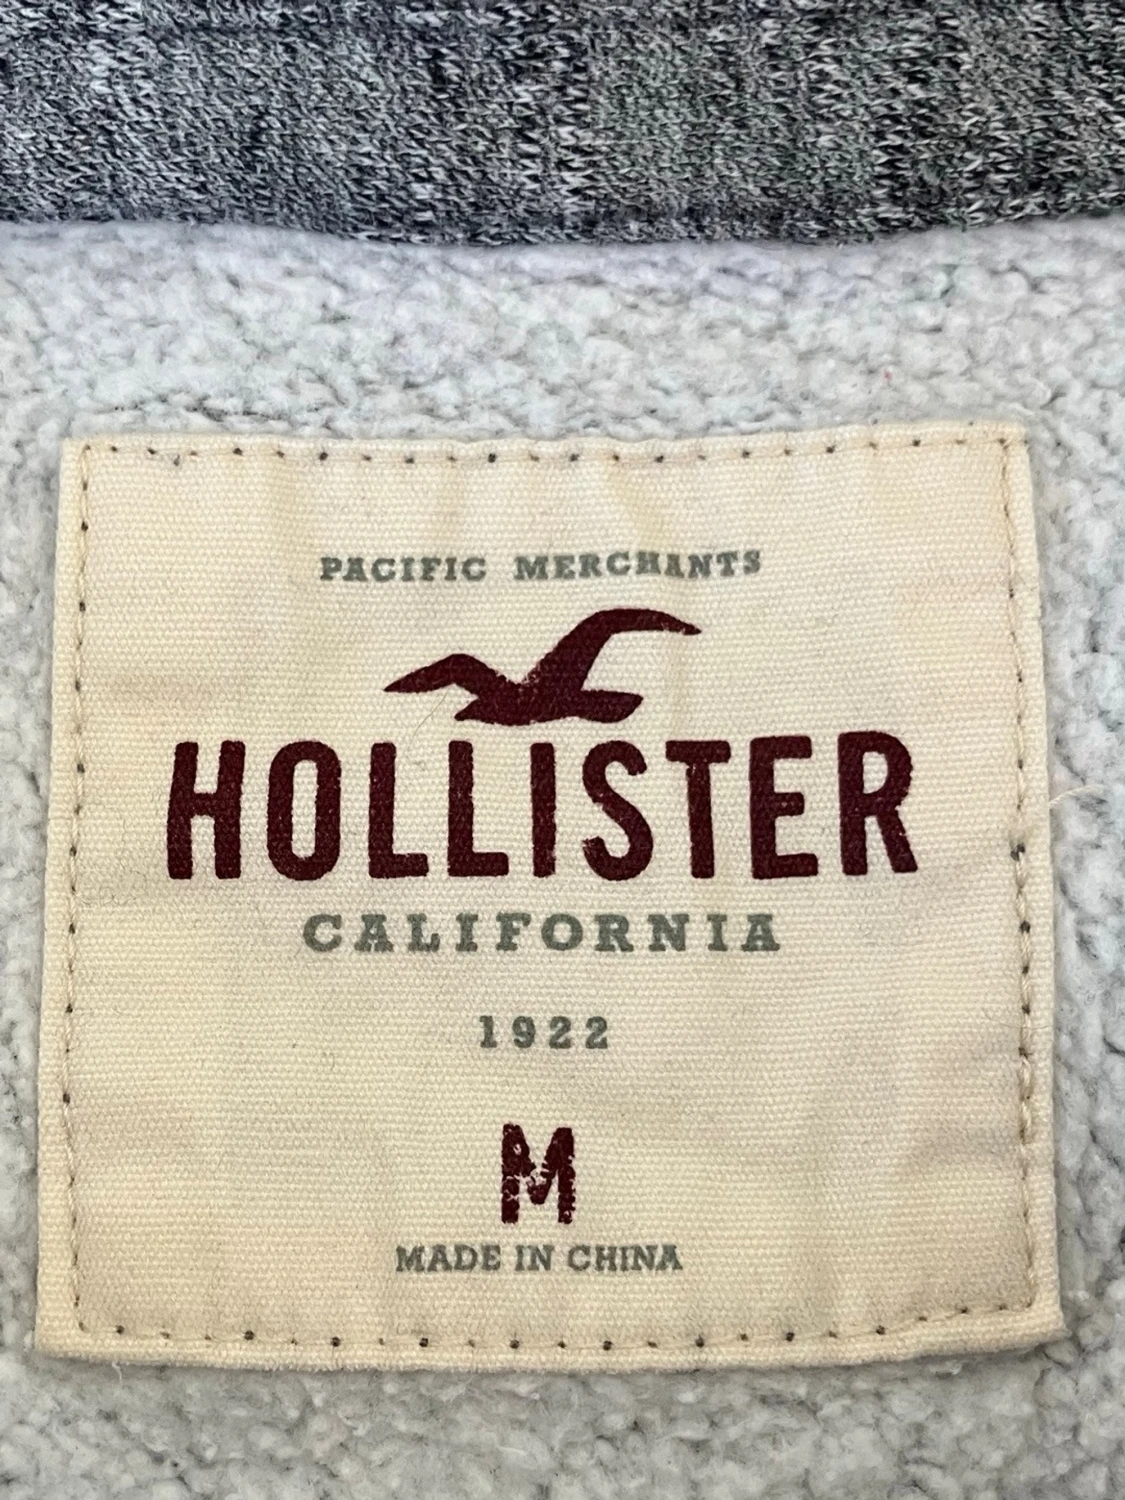 PACIFIC MERCHANTS
HOLLISTER
CALIFORNIA
1922
M
MADE IN CHINA